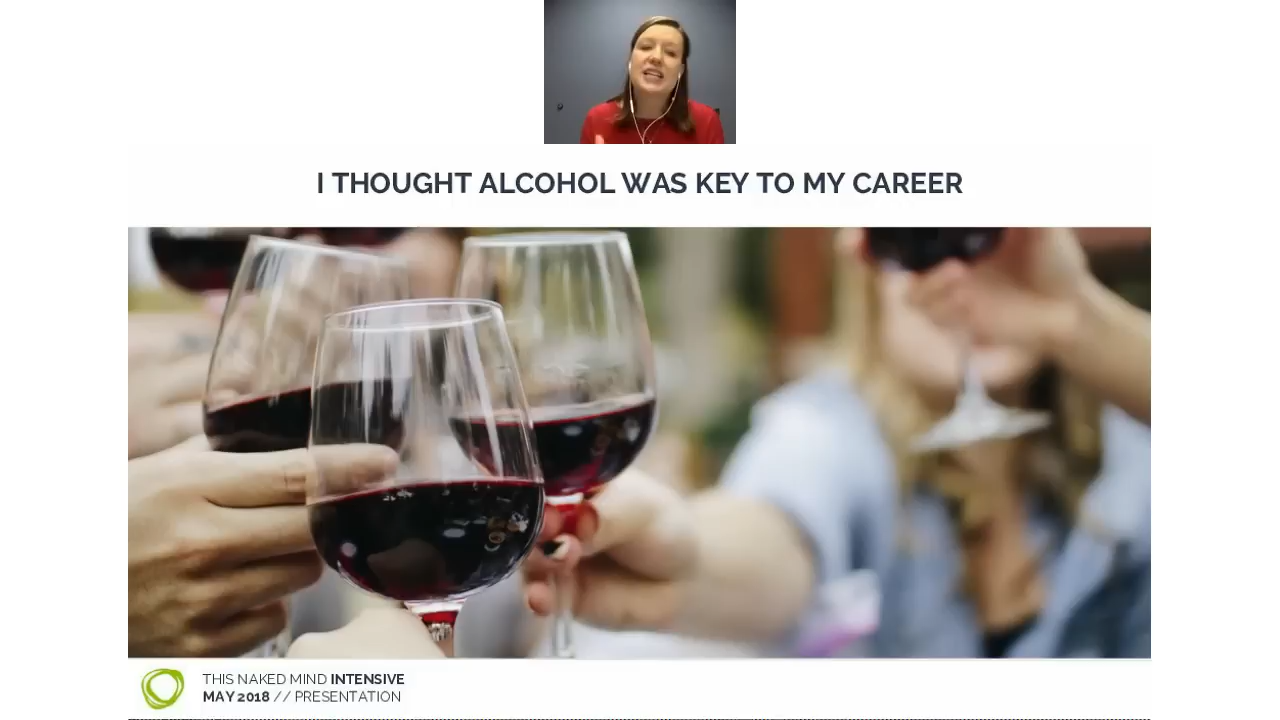 I THOUGHT ALCOHOL WAS KEY TO MY CAREER
THIS NAKED MIND INTENSIVE
MAY 2018 // PRESENTATION